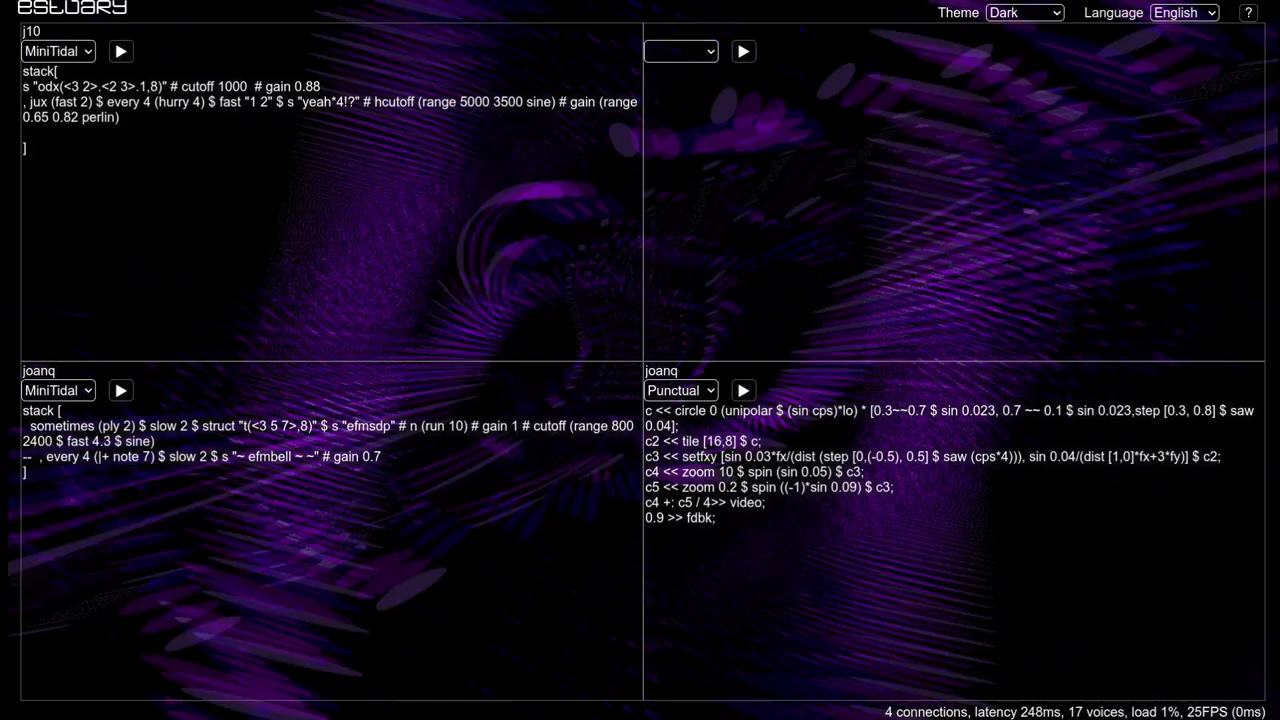 estuary
Theme Dark Language English ?
j10
MiniTidal
stack[
s "odx(<3 2>.<2 3>.1,8)" # cutoff 1000  # gain 0.88
, jux (fast 2) $ every 4 (hurry 4) $ fast "1 2" $ s "yeah*4!?" # hcutoff (range 5000 3500 sine) # gain (range
0.65 0.82 perlin)
]
joanq
MiniTidal
stack [
sometimes (ply 2) $ slow 2 $ struct "t(<3 5 7>,8)" $ s "efmsdp" # n (run 10) # gain 1 # cutoff (range 800
2400 $ fast 4.3 $ sine)
--  , every 4 (|+ note 7) $ slow 2 $ s "~ efmbell ~ ~" # gain 0.7
]
joanq
Punctual
c << circle 0 (unipolar $ (sin cps)*lo) * [0.3~~0.7 $ sin 0.023, 0.7 ~~ 0.1 $ sin 0.023,step [0.3, 0.8] $ saw
0.04];
c2 << tile [16,8] $ c;
c3 << setfxy [sin 0.03*fx/(dist (step [0,(-0.5), 0.5] $ saw (cps*4))), sin 0.04/(dist [1,0]*fx+3*fy)] $ c2;
c4 << zoom 10 $ spin (sin 0.05) $ c3;
c5 << zoom 0.2 $ spin ((-1)*sin 0.09) $ c3;
c4 +: c5 / 4>> video;
0.9 >> fdbk;
4 connections, latency 248ms, 17 voices, load 1%, 25FPS (0ms)